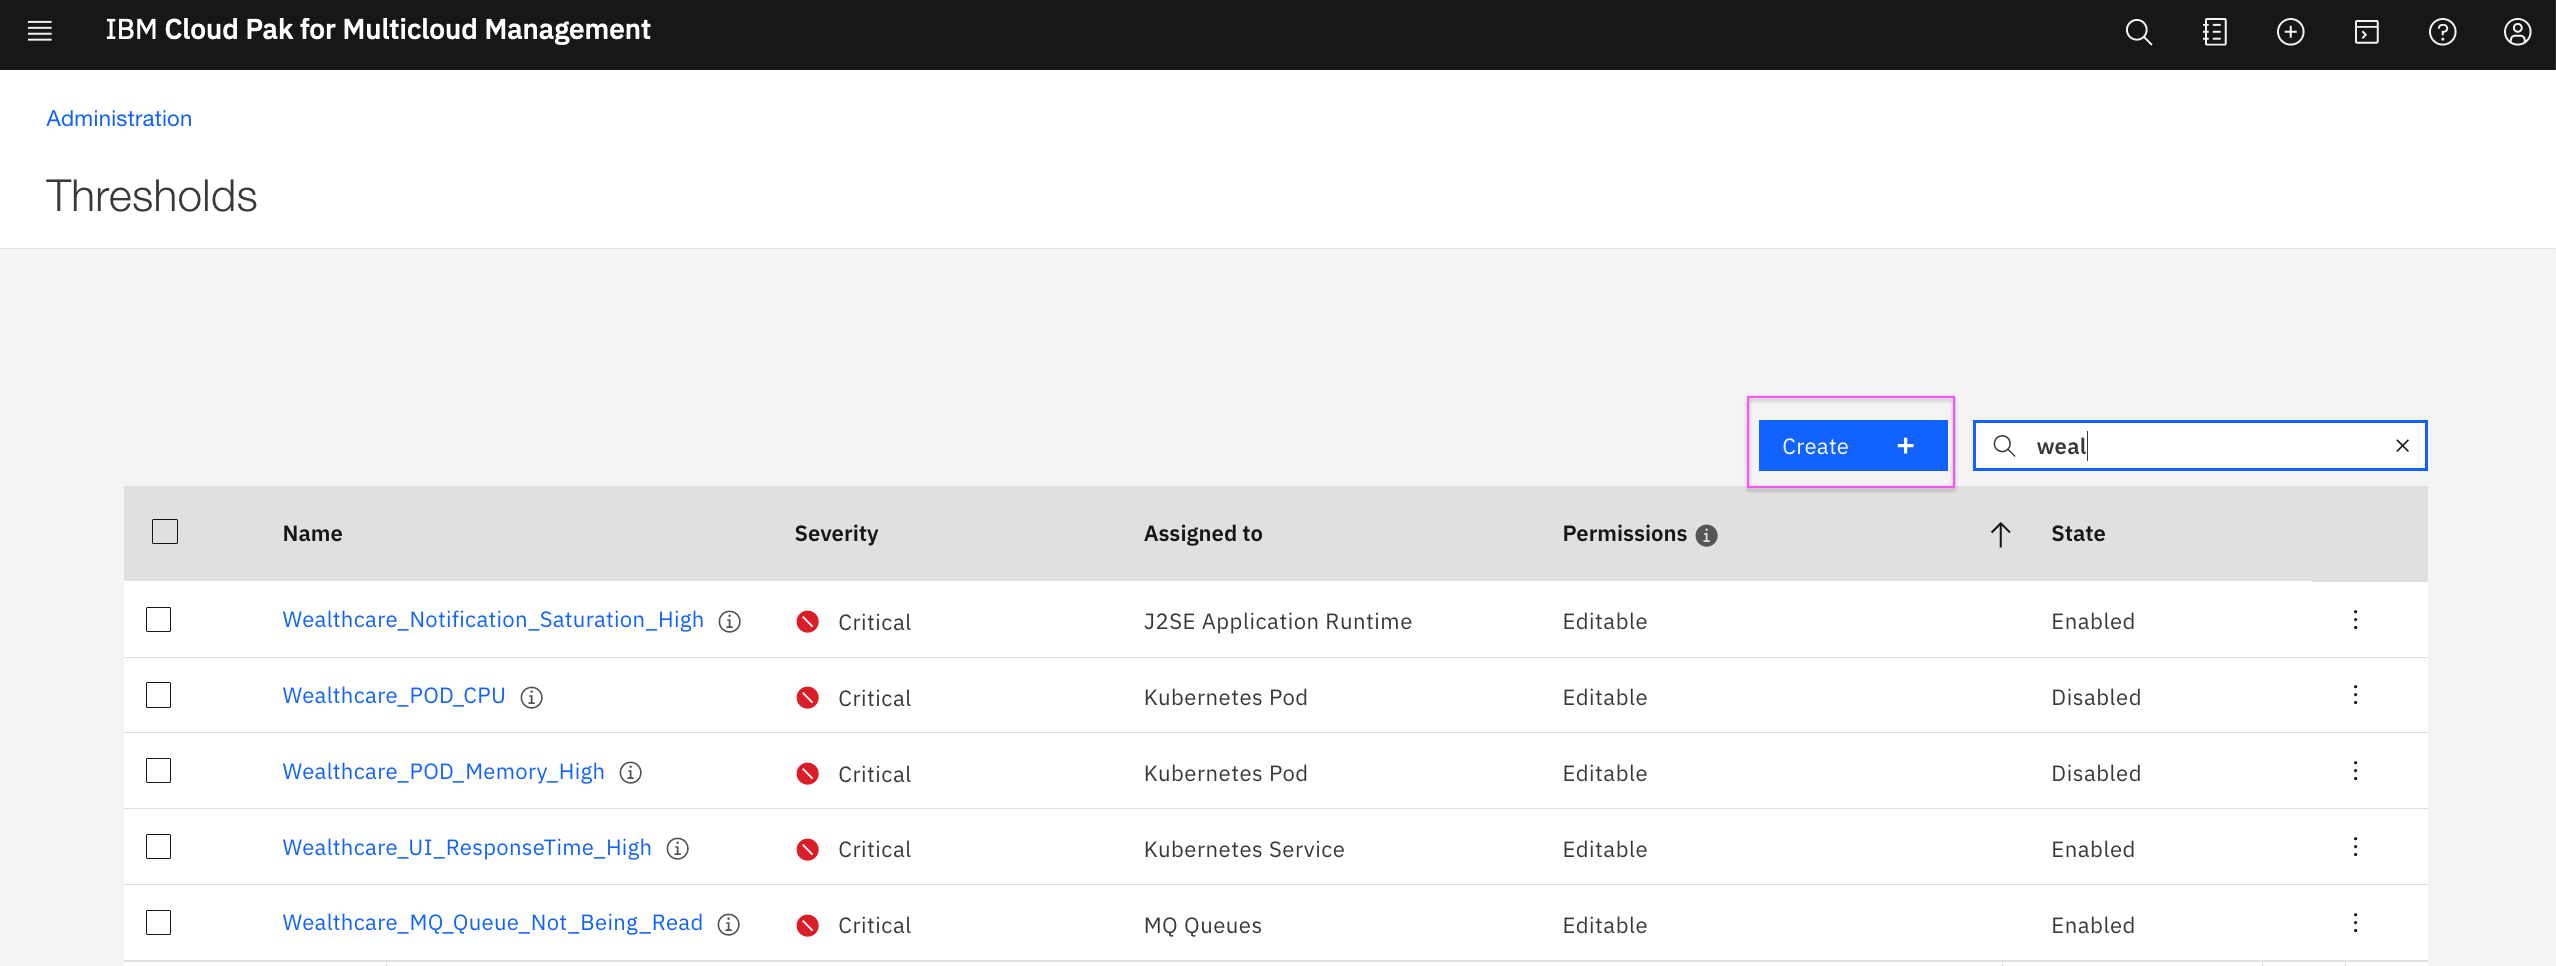 IBM Cloud Pak for Multicloud Management
Administration
Thresholds
Create + weal
Name Severity Assigned to Permissions State
Wealthcare_Notification_Saturation_High Critical J2SE Application Runtime Editable Enabled
Wealthcare_POD_CPU Critical Kubernetes Pod Editable Disabled
Wealthcare_POD_Memory_High Critical Kubernetes Pod Editable Disabled
Wealthcare_UI_ResponseTime_High Critical Kubernetes Service Editable Enabled
Wealthcare_MQ_Queue_Not_Being_Read Critical MQ Queues Editable Enabled